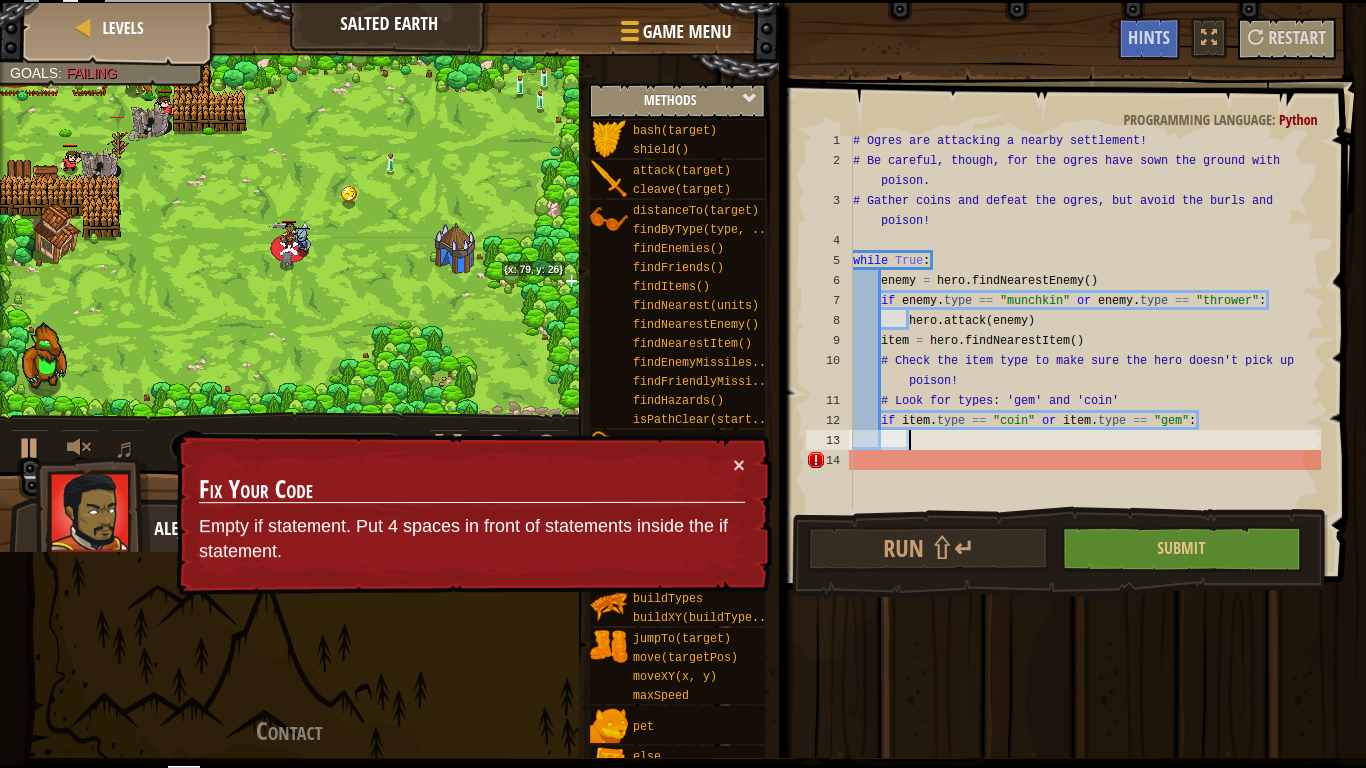 LEVELS
SALTED EARTH
GAME MENU
HINTS
RESTART
GOALS: FAILING
{x: 79, y: 26}
METHODS
bash(target)
shield()
attack(target)
cleave(target)
distanceTo(target)
findByType(type, ..
findEnemies()
findFriends()
findItems()
findNearest(units)
findNearestEnemy()
findNearestItem()
findEnemyMissiles..
findFriendlyMissi..
findHazards()
isPathClear(start..
buildTypes
buildXY(buildType..
jumpTo(target)
move(targetPos)
moveXY(x, y)
maxSpeed
pet
else
PROGRAMMING LANGUAGE: Python
1 # Ogres are attacking a nearby settlement!
2 # Be careful, though, for the ogres have sown the ground with
poison.
3 # Gather coins and defeat the ogres, but avoid the burls and
poison!
4
5 while True:
6 enemy = hero.findNearestEnemy()
7 if enemy.type == "munchkin" or enemy.type == "thrower":
8 hero.attack(enemy)
9 item = hero.findNearestItem()
10 # Check the item type to make sure the hero doesn't pick up
poison!
11 # Look for types: 'gem' and 'coin'
12 if item.type == "coin" or item.type == "gem":
13
14
RUN
SUBMIT
ALE
×
Fix Your Code
Empty if statement. Put 4 spaces in front of statements inside the if
statement.
Contact